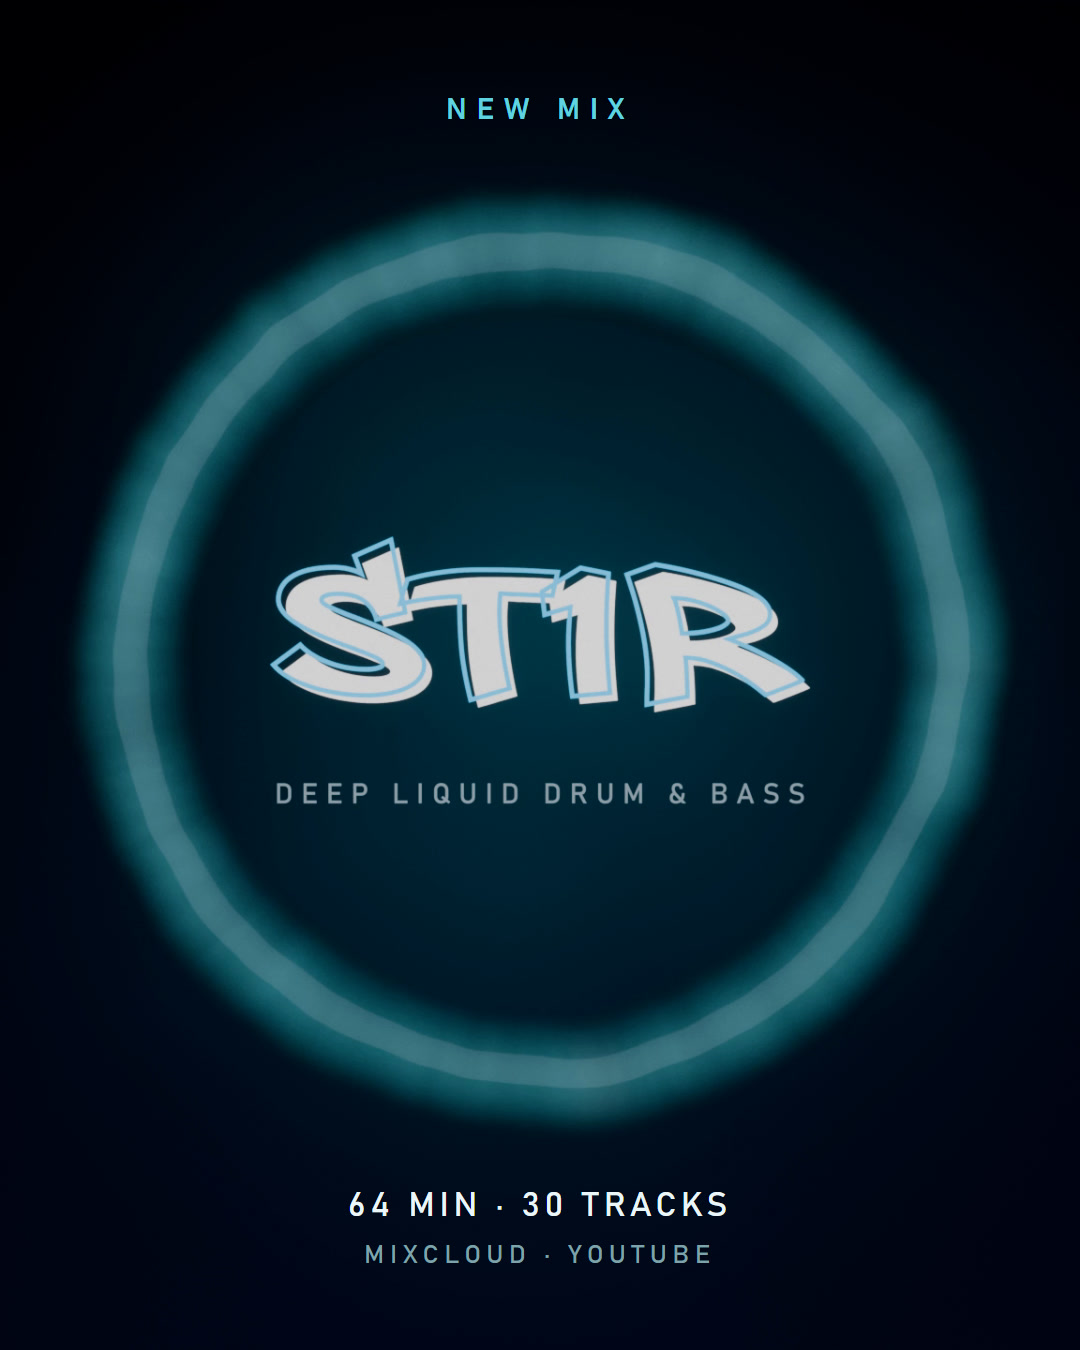 NEW MIX
ST1R
DEEP LIQUID DRUM & BASS
64 MIN · 30 TRACKS
MIXCLOUD · YOUTUBE